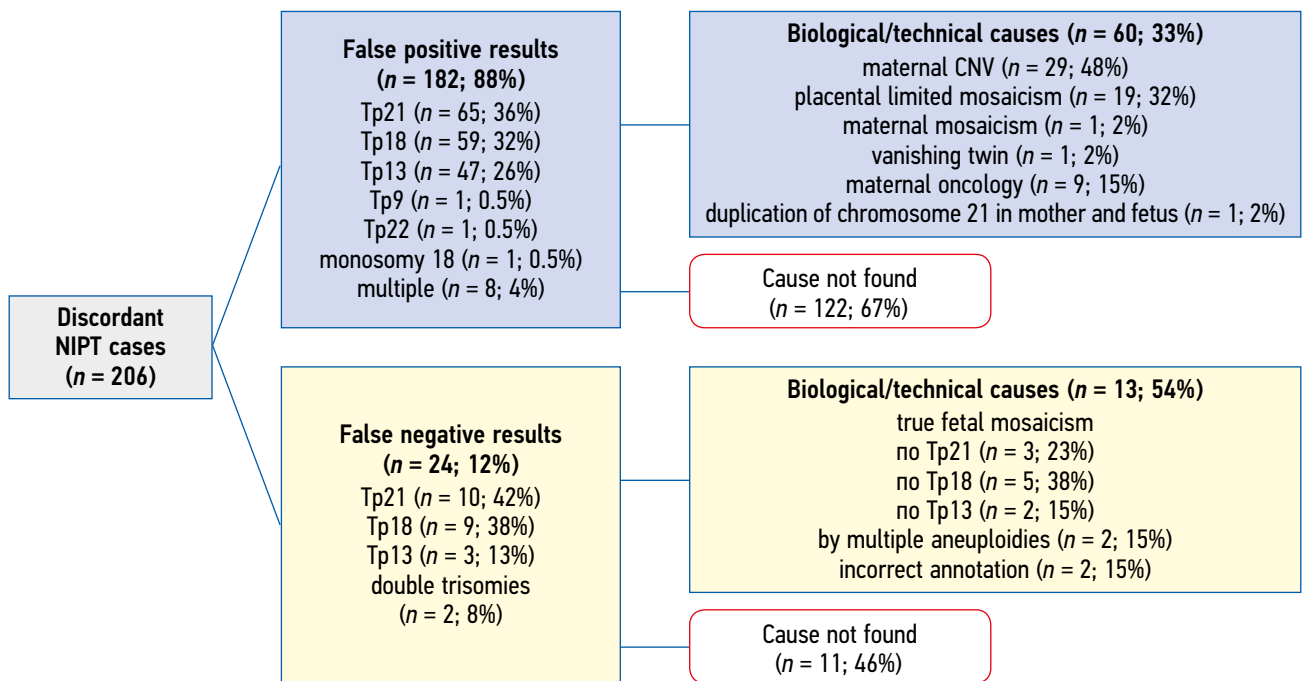 Discordant
NIPT cases
(n = 206)
False positive results
(n = 182; 88%)
Tp21 (n = 65; 36%)
Tp18 (n = 59; 32%)
Tp13 (n = 47; 26%)
Tp9 (n = 1; 0.5%)
Tp22 (n = 1; 0.5%)
monosomy 18 (n = 1; 0.5%)
multiple (n = 8; 4%)
Biological/technical causes (n = 60; 33%)
maternal CNV (n = 29; 48%)
placental limited mosaicism (n = 19; 32%)
maternal mosaicism (n = 1; 2%)
vanishing twin (n = 1; 2%)
maternal oncology (n = 9; 15%)
duplication of chromosome 21 in mother and fetus (n = 1; 2%)
Cause not found
(n = 122; 67%)
False negative results
(n = 24; 12%)
Tp21 (n = 10; 42%)
Tp18 (n = 9; 38%)
Tp13 (n = 3; 13%)
double trisomies
(n = 2; 8%)
Biological/technical causes (n = 13; 54%)
true fetal mosaicism
по Tp21 (n = 3; 23%)
по Tp18 (n = 5; 38%)
по Tp13 (n = 2; 15%)
by multiple aneuploidies (n = 2; 15%)
incorrect annotation (n = 2; 15%)
Cause not found
(n = 11; 46%)